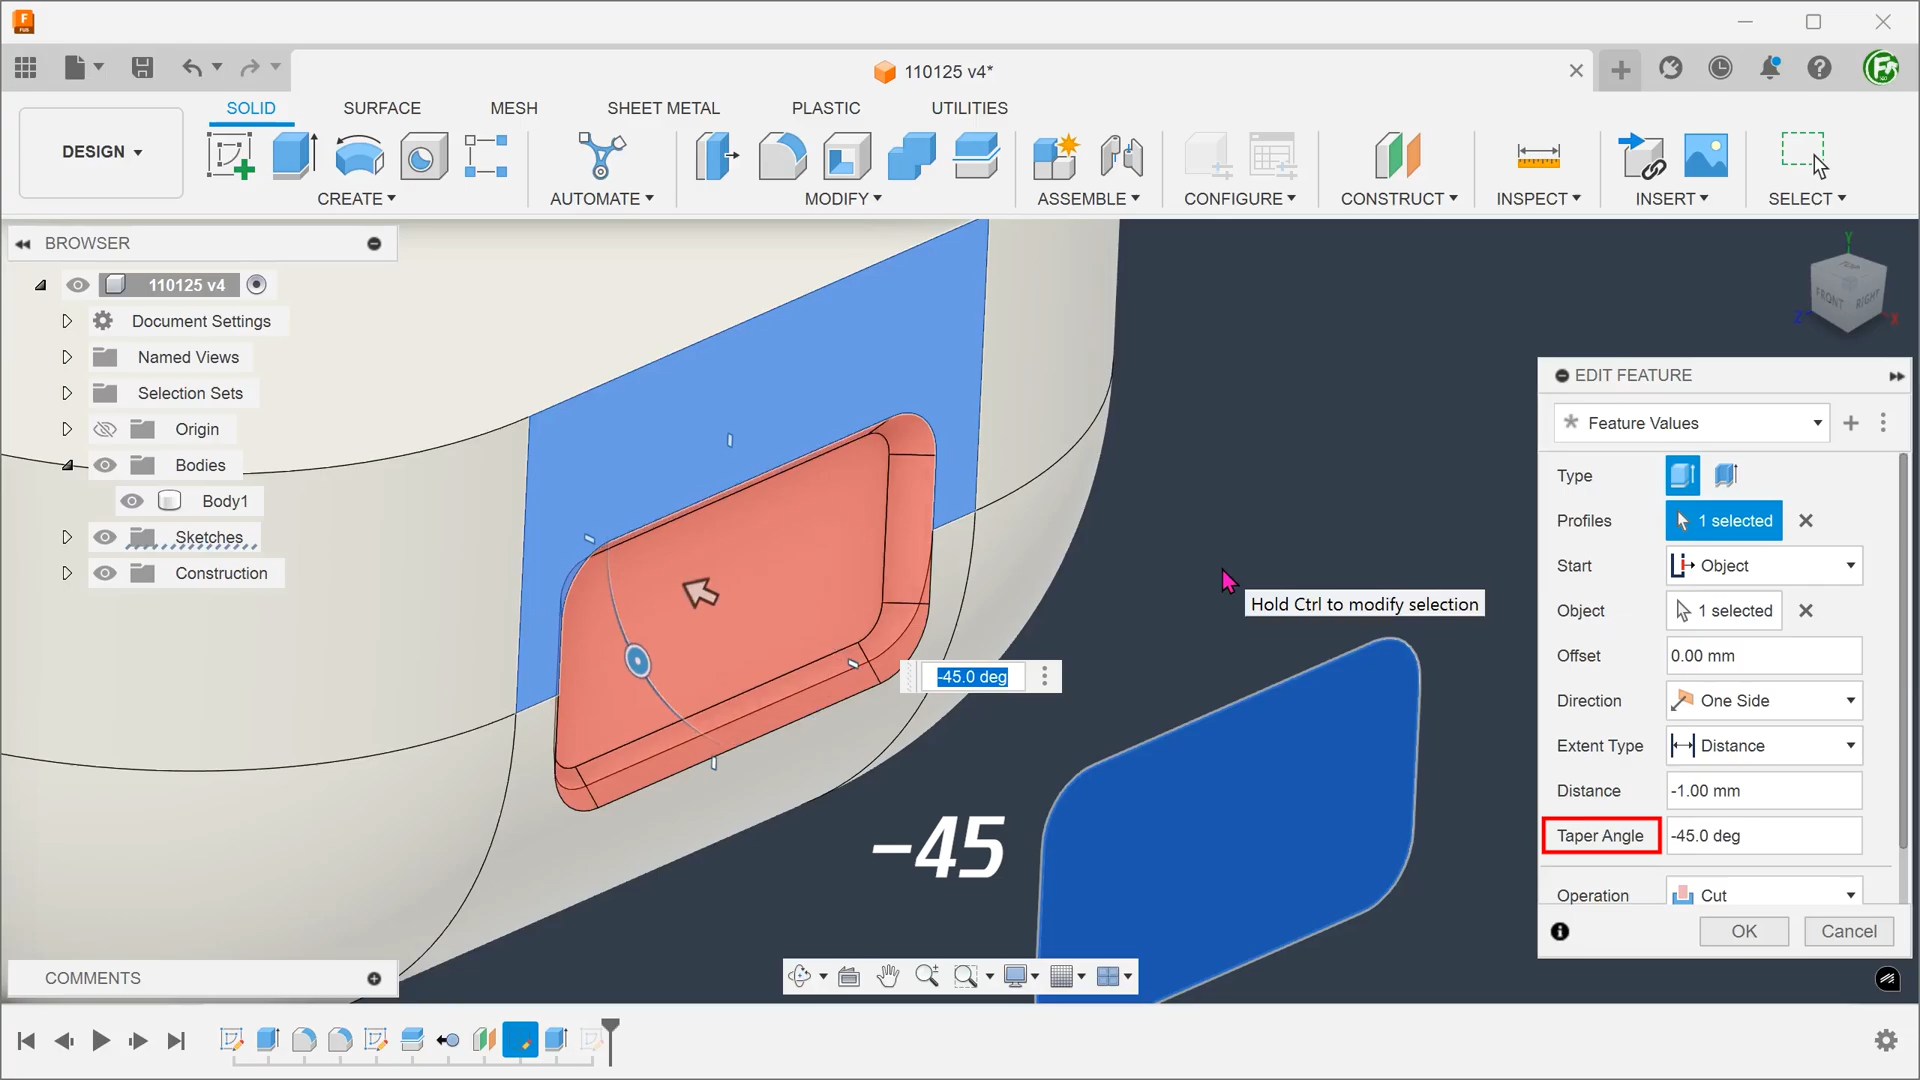 110125 v4*
DESIGN
SOLID
SURFACE
MESH
SHEET METAL
PLASTIC
UTILITIES
CREATE
AUTOMATE
MODIFY
ASSEMBLE
CONFIGURE
CONSTRUCT
INSPECT
INSERT
SELECT
BROWSER
110125 v4
Document Settings
Named Views
Selection Sets
Origin
Bodies
Body1
Sketches
Construction
Y
FRONT
RIGHT
Z
X
Hold Ctrl to modify selection
-45.0 deg
-45
EDIT FEATURE
Feature Values
Type
Profiles
1 selected
Start
Object
Object
1 selected
Offset
0.00 mm
Direction
One Side
Extent Type
Distance
Distance
-1.00 mm
Taper Angle
-45.0 deg
Operation
Cut
OK
Cancel
COMMENTS